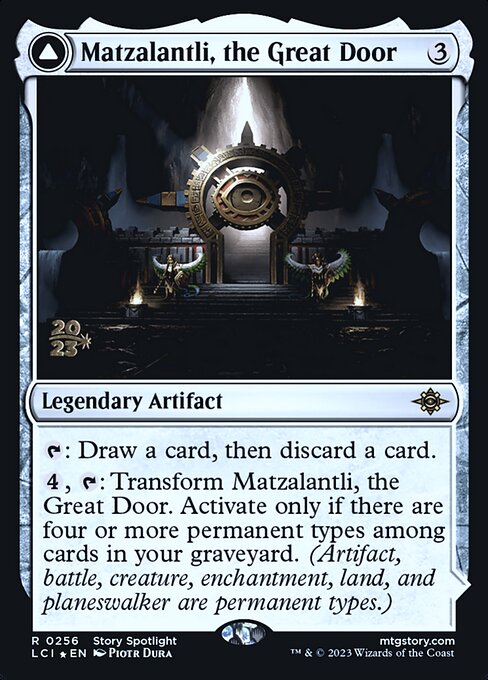 Matzalantli, the Great Door 3
20
23
Legendary Artifact
: Draw a card, then discard a card.
4, : Transform Matzalantli, the
Great Door. Activate only if there are
four or more permanent types among
cards in your graveyard. (Artifact,
battle, creature, enchantment, land, and
planeswalker are permanent types.)
R 0256 Story Spotlight mtgstory.com
LCI ★ EN Piotr Dura ™ & © 2023 Wizards of the Coast